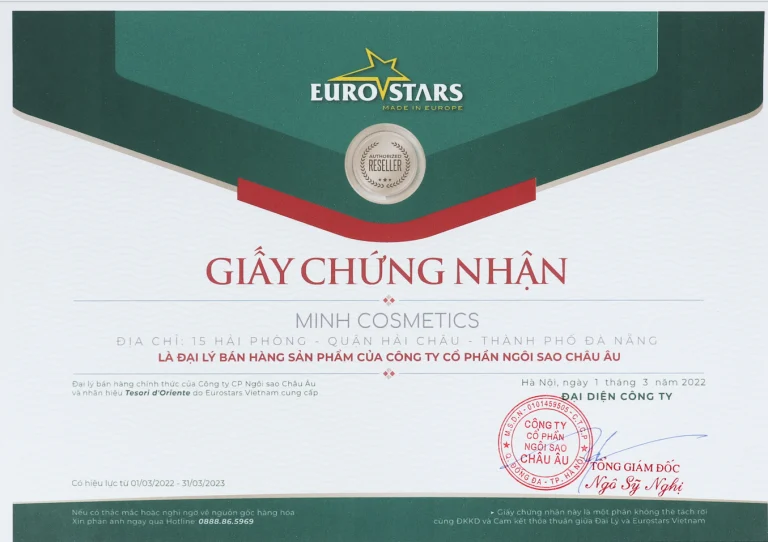 EUROSTARS
MADE IN EUROPE
AUTHORIZED
RESELLER
GIẤY CHỨNG NHẬN
MINH COSMETICS
ĐỊA CHỈ: 15 HẢI PHÒNG - QUẬN HẢI CHÂU - THÀNH PHỐ ĐÀ NẴNG
LÀ ĐẠI LÝ BÁN HÀNG SẢN PHẨM CỦA CÔNG TY CỔ PHẦN NGÔI SAO CHÂU ÂU
Đại lý bán hàng chính thức của Công ty CP Ngôi sao Châu Âu
và nhãn hiệu Tesori d'Oriente do Eurostars Vietnam cung cấp
Hà Nội, ngày 1 tháng 3 năm 2022
ĐẠI DIỆN CÔNG TY
M.S.D.N - 0101459505 - C.T.C.P
CÔNG TY
CỔ PHẦN
NGÔI SAO
CHÂU ÂU
Q. ĐỐNG ĐA - TP. HÀ NỘI
TỔNG GIÁM ĐỐC
Ngô Sỹ Nghị
Có hiệu lực từ 01/03/2022 - 31/03/2023
Nếu có thắc mắc hoặc nghi ngờ về nguồn gốc hàng hóa
Xin phản ánh ngay qua Hotline: 0888.86.5969
Giấy chứng nhận này là một phần không thể tách rời
cùng ĐKKD và Cam kết thỏa thuận giữa Đại Lý và Eurostars Vietnam